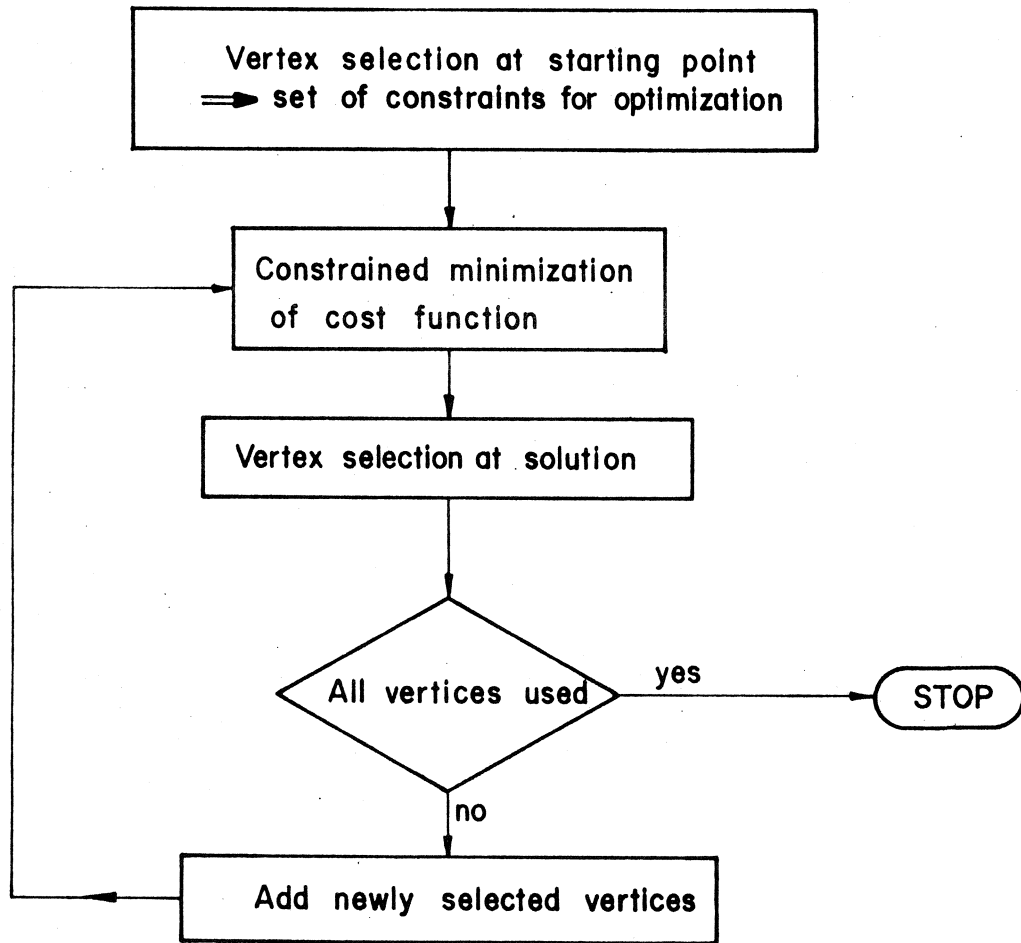 Vertex selection at starting point
⟹ set of constraints for optimization
Constrained minimization
of cost function
Vertex selection at solution
All vertices used
yes
STOP
no
Add newly selected vertices